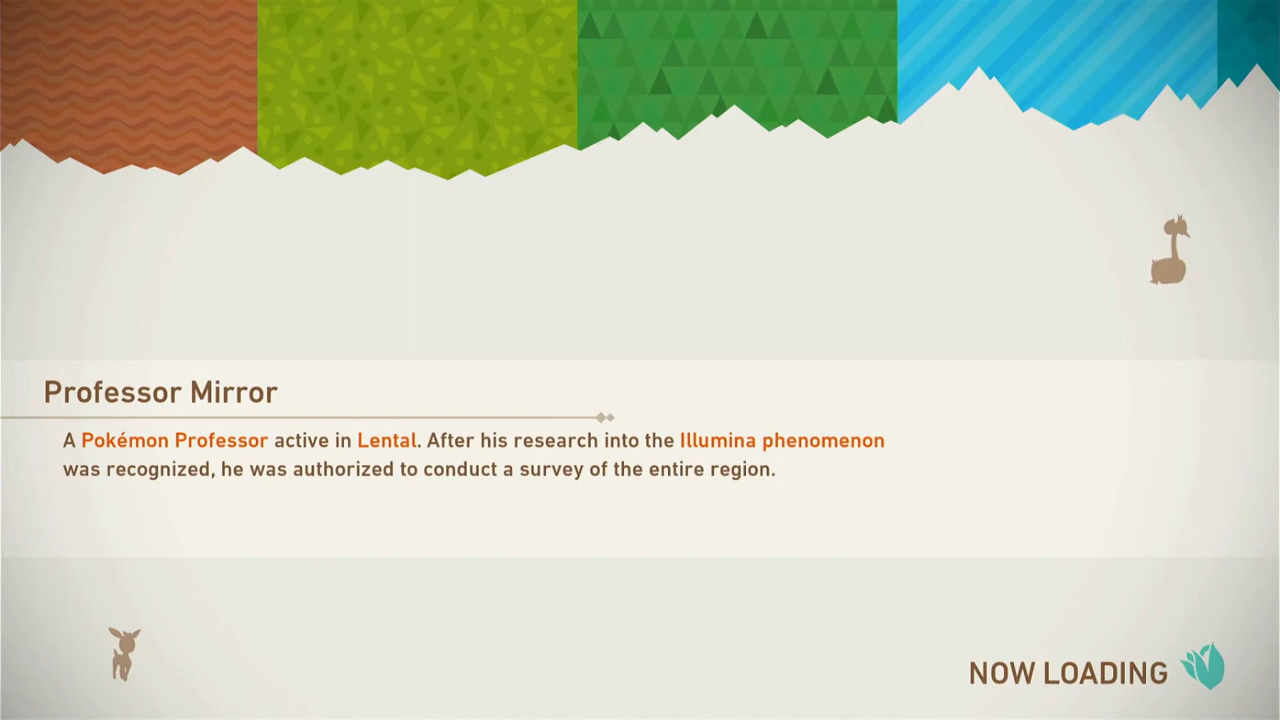 Professor Mirror
A Pokémon Professor active in Lental. After his research into the Illumina phenomenon
was recognized, he was authorized to conduct a survey of the entire region.
NOW LOADING